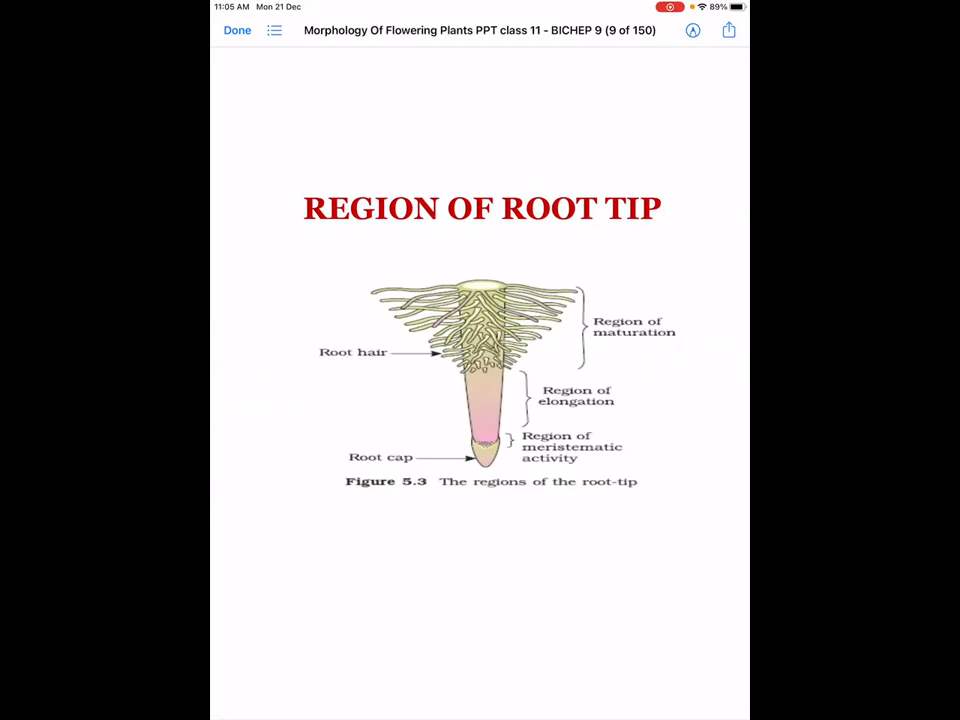 11:05 AM Mon 21 Dec 89%
Done Morphology Of Flowering Plants PPT class 11 - BICHEP 9 (9 of 150)
REGION OF ROOT TIP
Region of
maturation
Root hair
Region of
elongation
Region of
meristematic
activity
Root cap
Figure 5.3 The regions of the root-tip